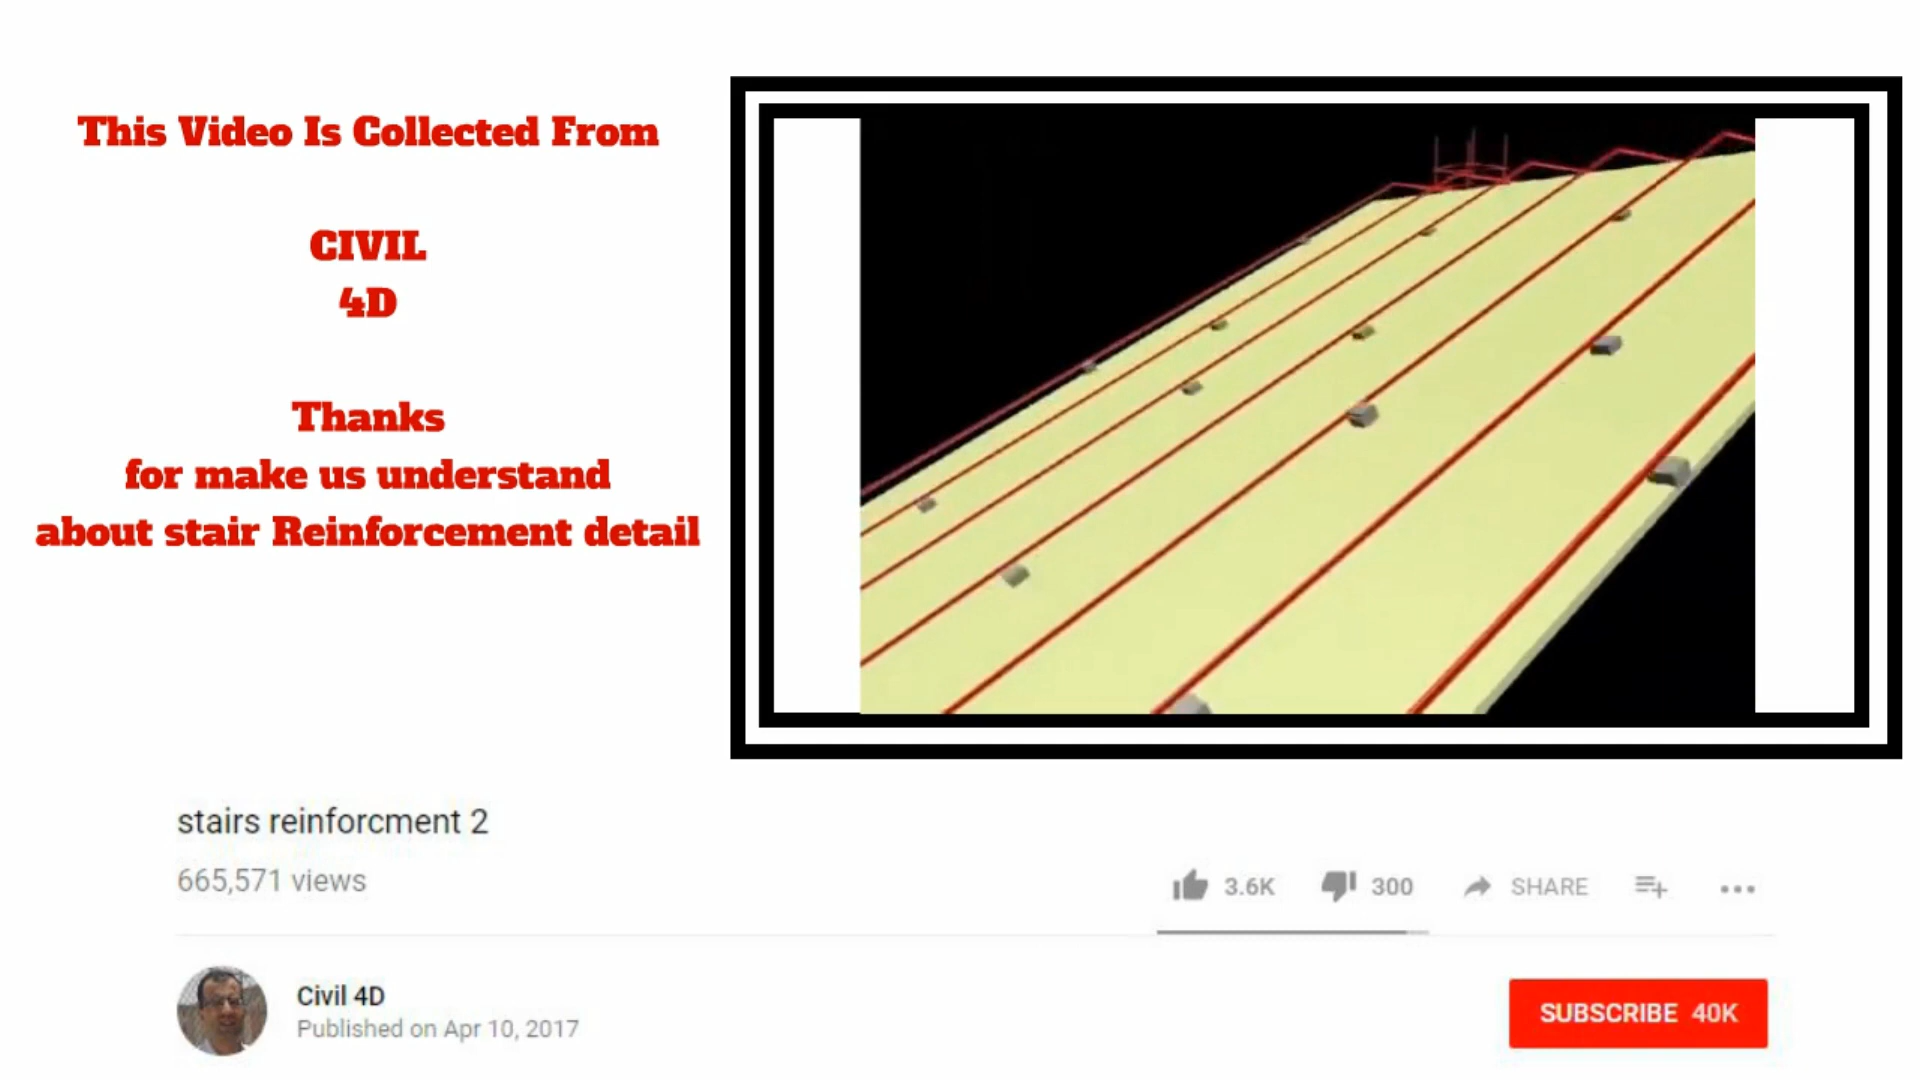 This Video Is Collected From
CIVIL
4D
Thanks
for make us understand
about stair Reinforcement detail
stairs reinforcment 2
665,571 views
3.6K
300
SHARE
Civil 4D
Published on Apr 10, 2017
SUBSCRIBE 40K